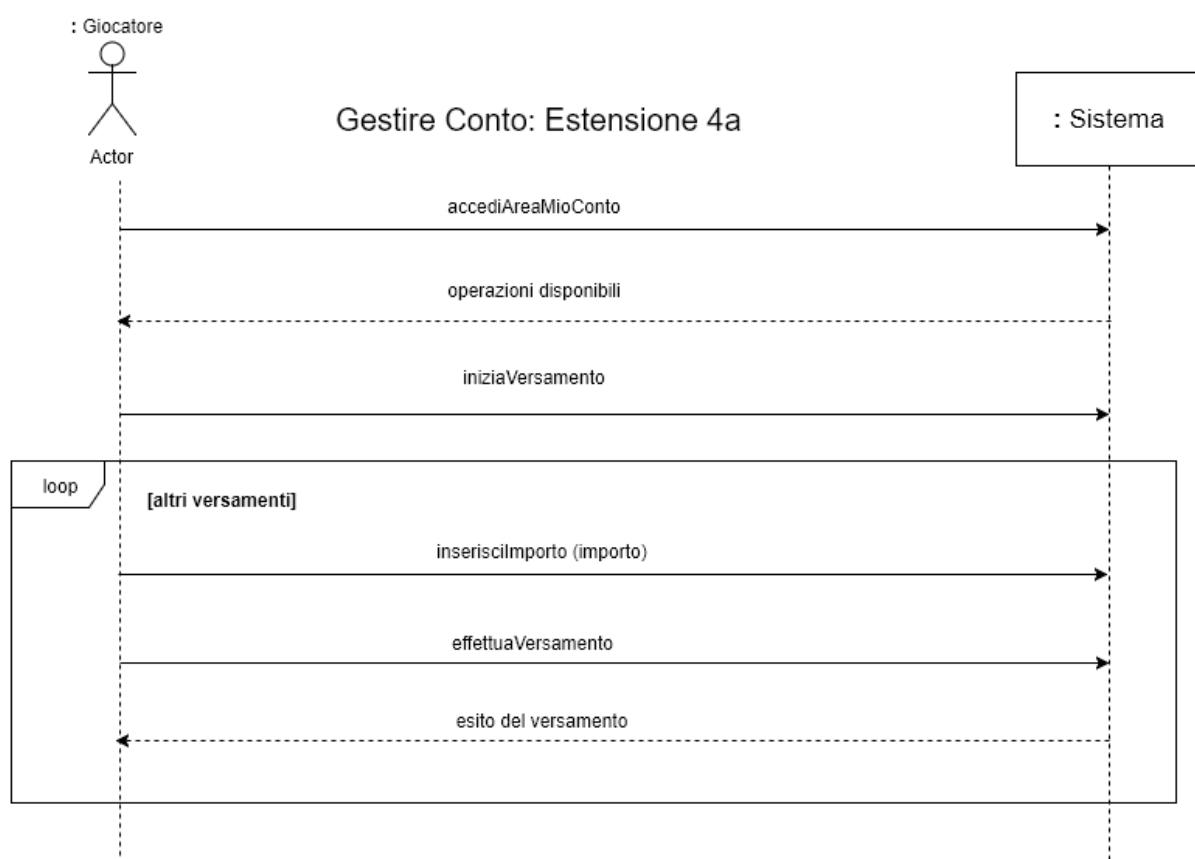 : Giocatore
Actor
Gestire Conto: Estensione 4a
: Sistema
accediAreaMioConto
operazioni disponibili
iniziaVersamento
loop
[altri versamenti]
inserisciImporto (importo)
effettuaVersamento
esito del versamento